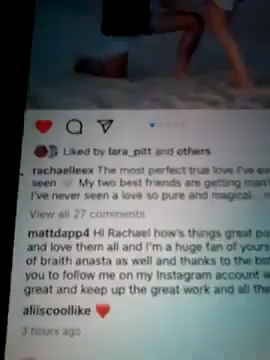 Liked by lara_pitt and others
rachaelleex The most perfect true love I've
seen My two best friends are getting
I've never seen a love so pure and magical.
View all 27 comments
mattdapp4 Hi Rachael how's things great
and love them all and I'm a huge fan of yours
of braith anasta as well and thanks to the
you to follow me on my Instagram account
great and keep up the great work and all the
aliiscoollike ❤️
3 hours ago